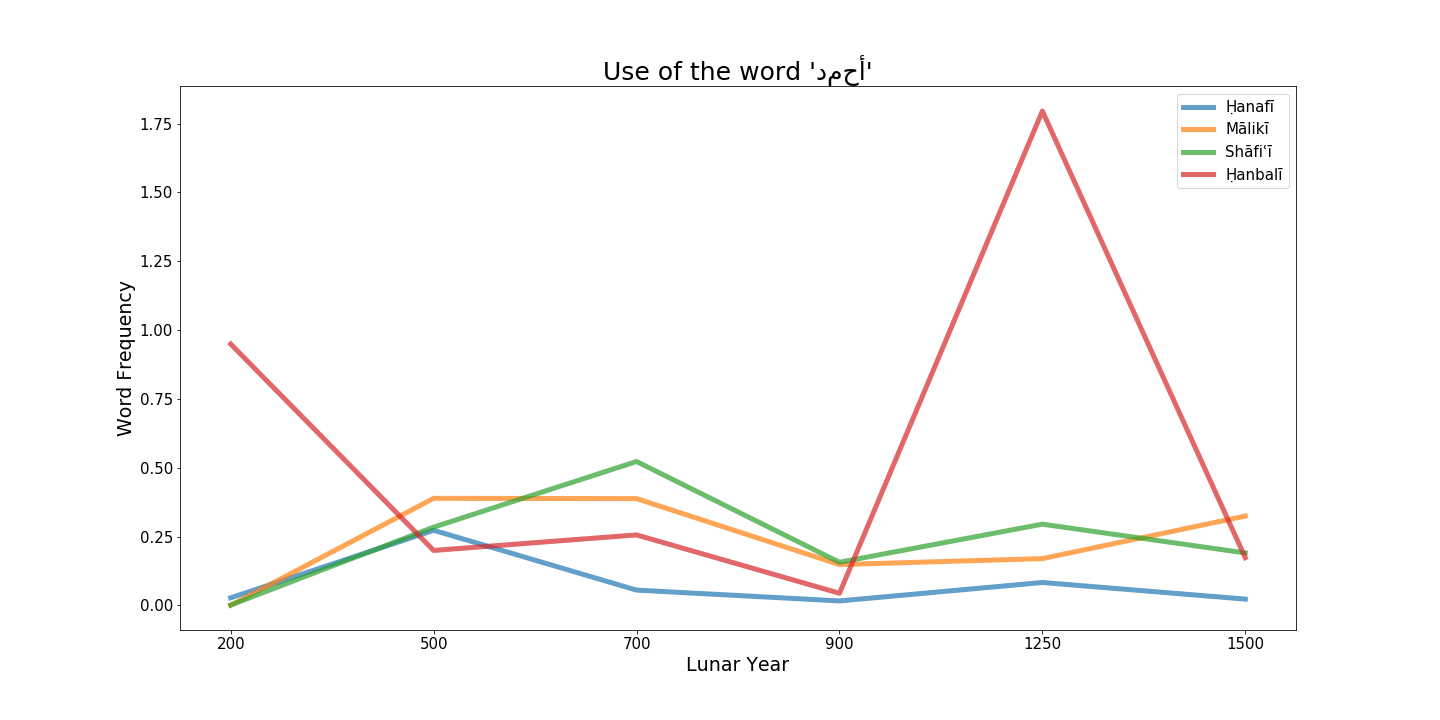 Use of the word 'أحمد'
Ḥanafī
Mālikī
Shāfiʿī
Ḥanbalī
1.75
1.50
1.25
1.00
0.75
0.50
0.25
0.00
Word Frequency
200 500 700 900 1250 1500
Lunar Year